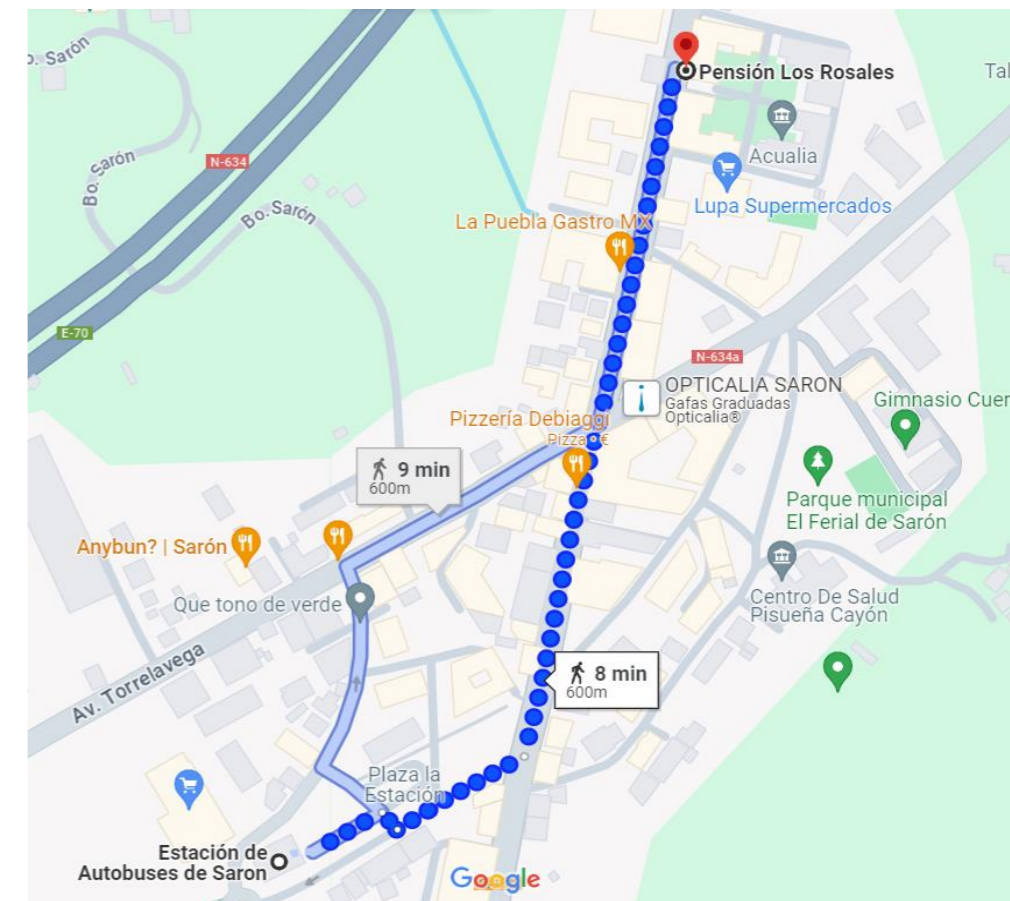 o. Sarón
Pensión Los Rosales
Tal
Acualia
N-634
Bo. Sarón
Bo. Sarón
Lupa Supermercados
La Puebla Gastro MX
E-70
N-634a
OPTICALIA SARON
Gafas Graduadas
Opticalia®
Gimnasio Cuer
Pizzería Debiaggi
Pizza • €
9 min
600m
Parque municipal
El Ferial de Sarón
Anybun? | Sarón
Que tono de verde
Centro De Salud
Pisueña Cayón
Av. Torrelavega
8 min
600m
Plaza la
Estación
Estación de
Autobuses de Saron
Google